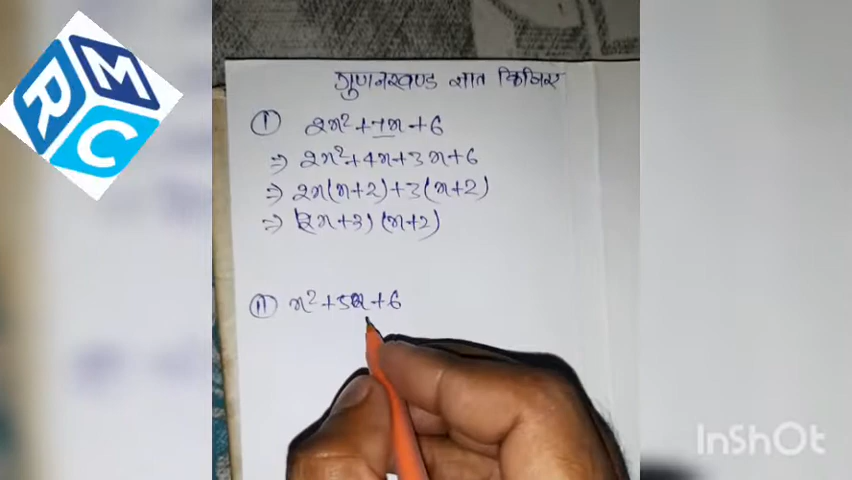 RMC
गुणनखण्ड ज्ञात किजिए
(I) 2x²+7x+6
⇒ 2x²+4x+3x+6
⇒ 2x(x+2)+3(x+2)
⇒ (2x+3)(x+2)
(II) x²+5x+6
InShOt